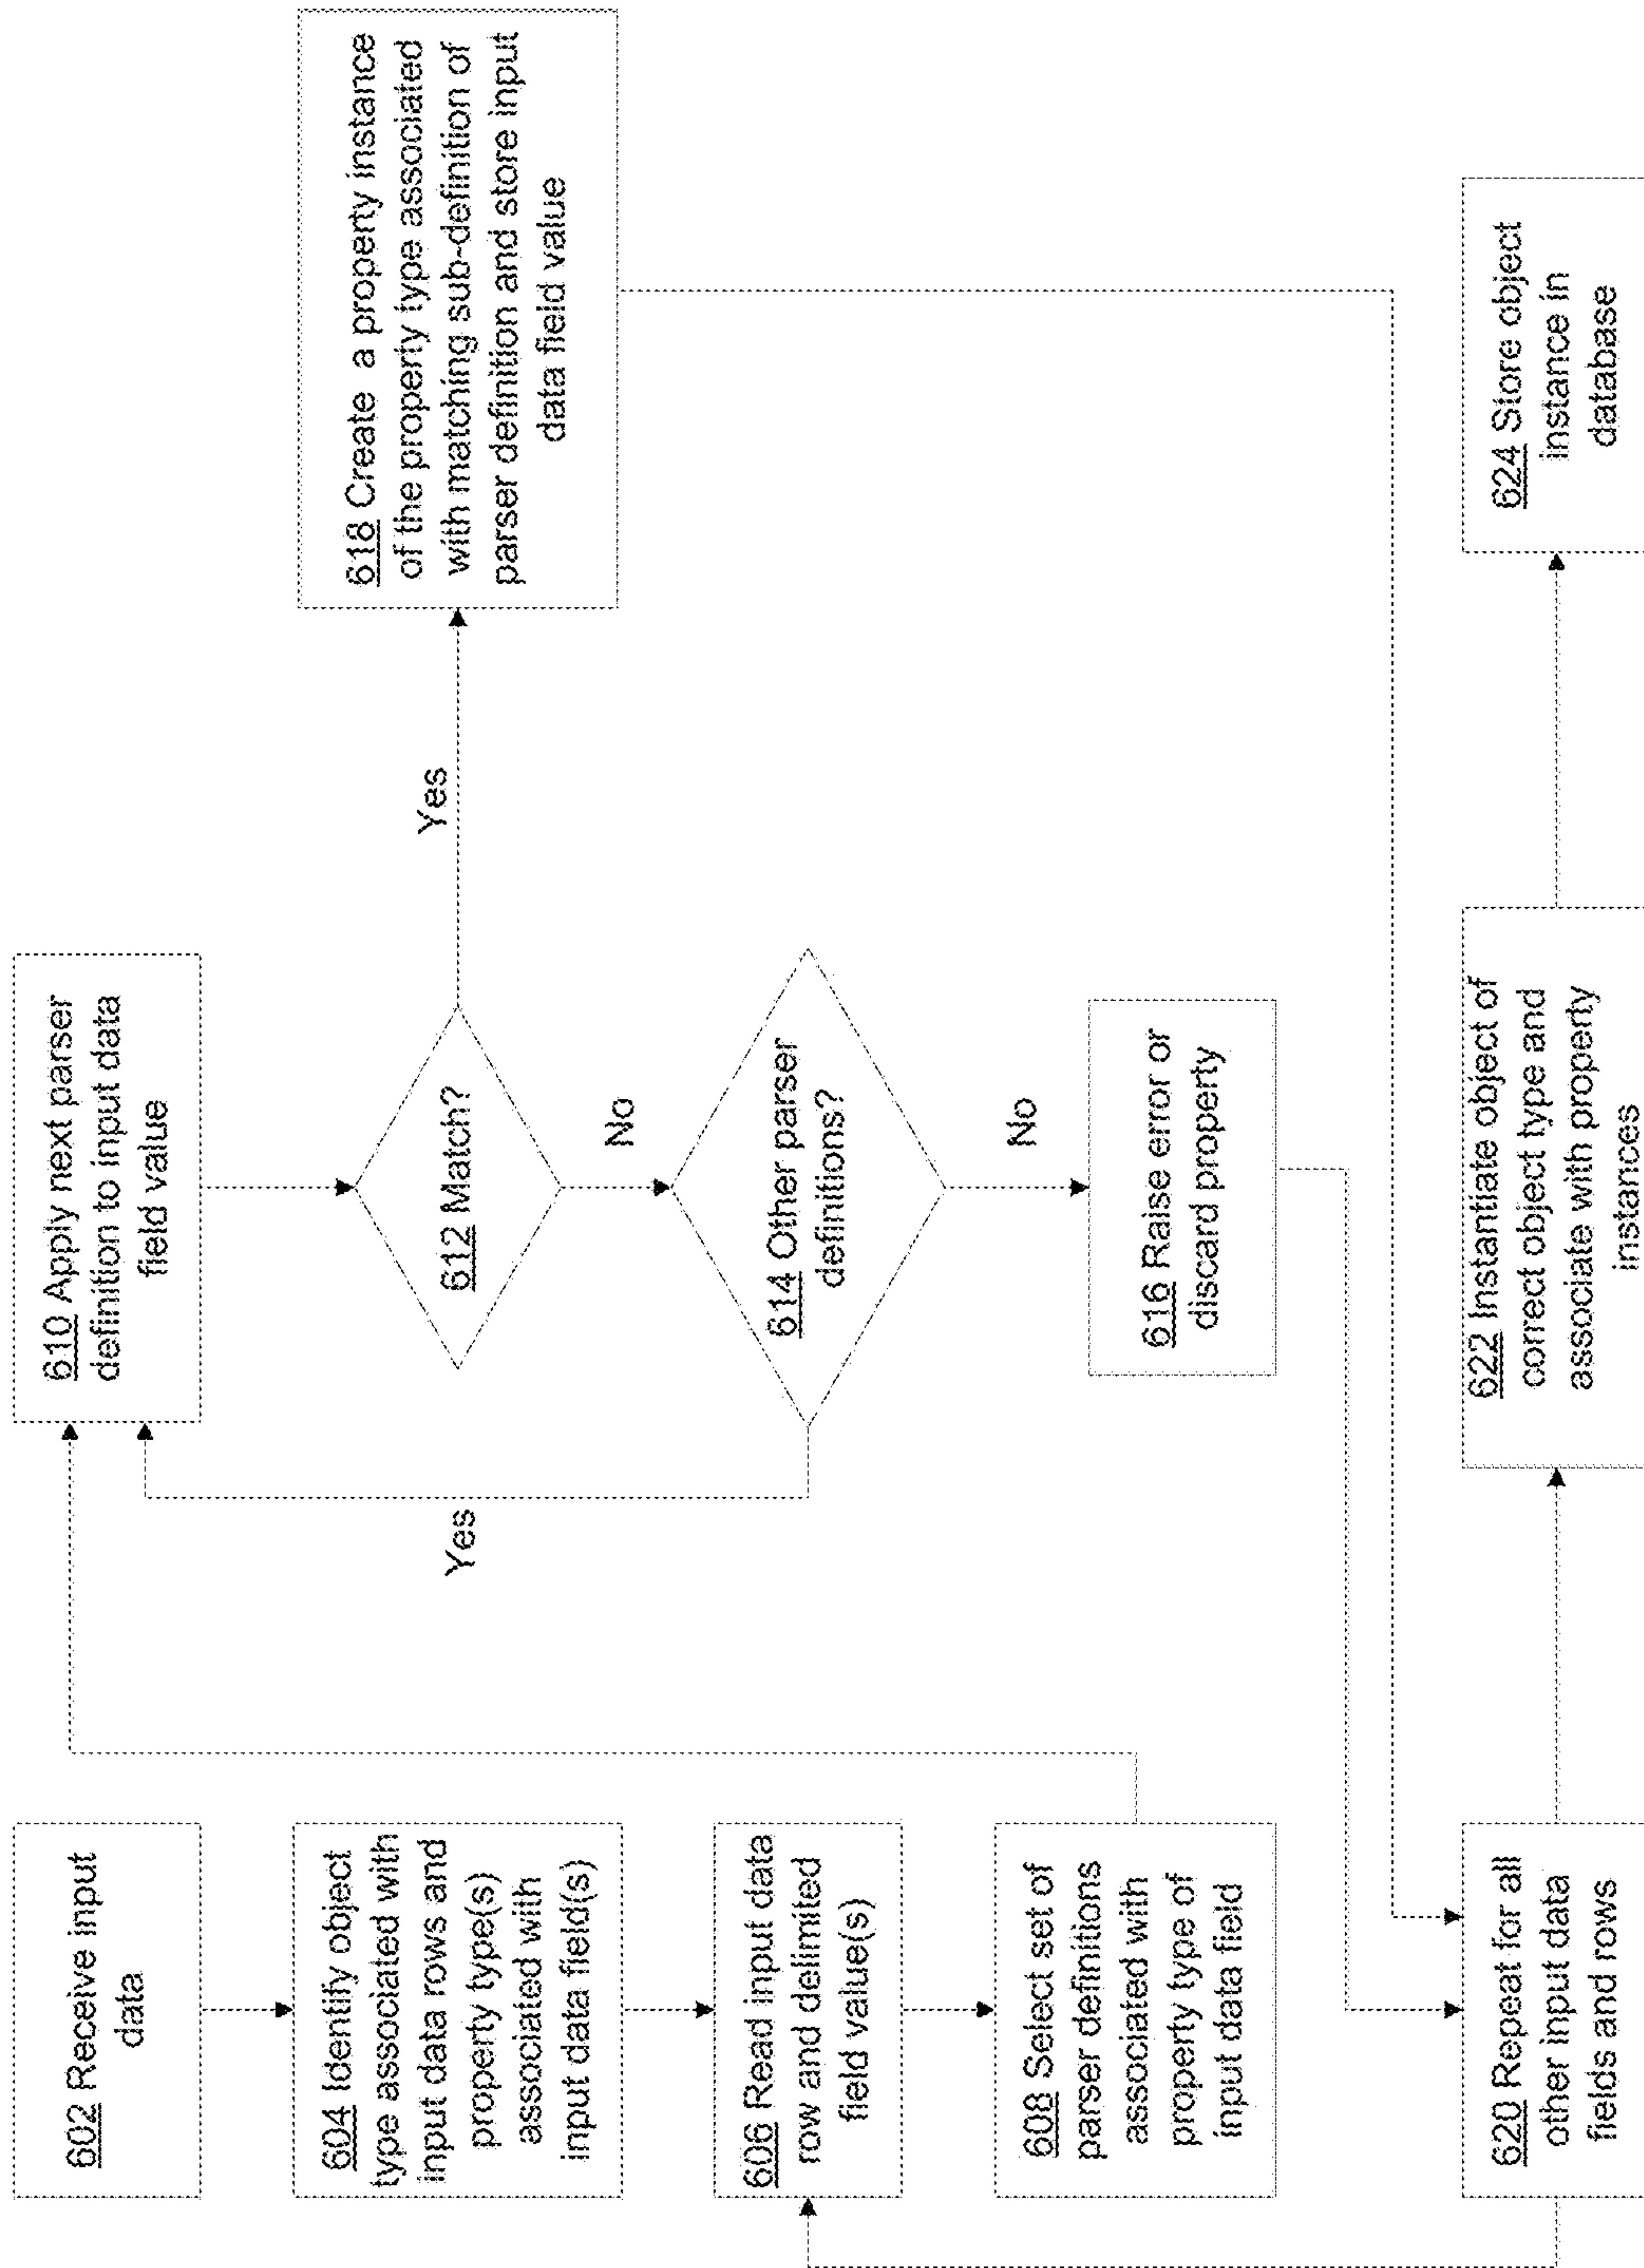 602 Receive input
data
604 Identify object
type associated with
input data rows and
property type(s)
associated with
input data field(s)
606 Read input data
row and delimited
field value(s)
608 Select set of
parser definitions
associated with
property type of
input data field
610 Apply next parser
definition to input data
field value
612 Match?
Yes
No
614 Other parser
definitions?
Yes
No
616 Raise error or
discard property
618 Create a property instance
of the property type associated
with matching sub-definition of
parser definition and store input
data field value
620 Repeat for all
other input data
fields and rows
622 Instantiate object of
correct object type and
associate with property
instances
624 Store object
instance in
database